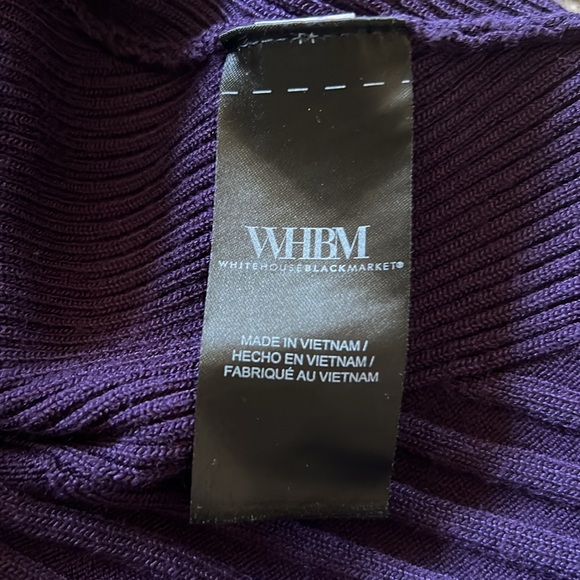 WHBM
WHITEHOUSEBLACKMARKET®
MADE IN VIETNAM/
HECHO EN VIETNAM/
FABRIQUÉ AU VIETNAM